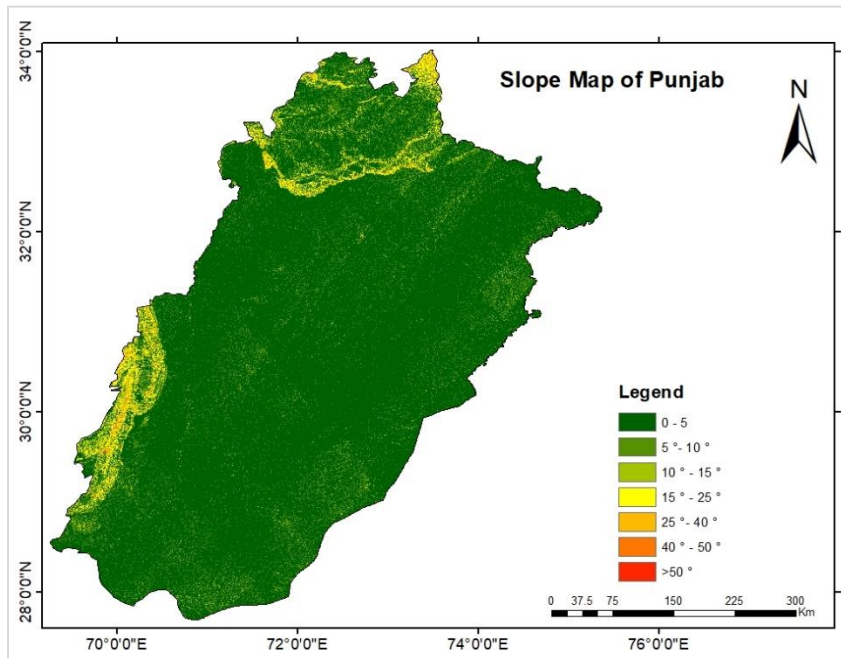 Slope Map of Punjab
N
34°0'0"N
32°0'0"N
30°0'0"N
28°0'0"N
Legend
0 - 5
5 °- 10 °
10 ° - 15 °
15 ° - 25 °
25 °- 40 °
40 ° - 50 °
>50 °
0 37.5 75 150 225 300
Km
70°0'0"E 72°0'0"E 74°0'0"E 76°0'0"E